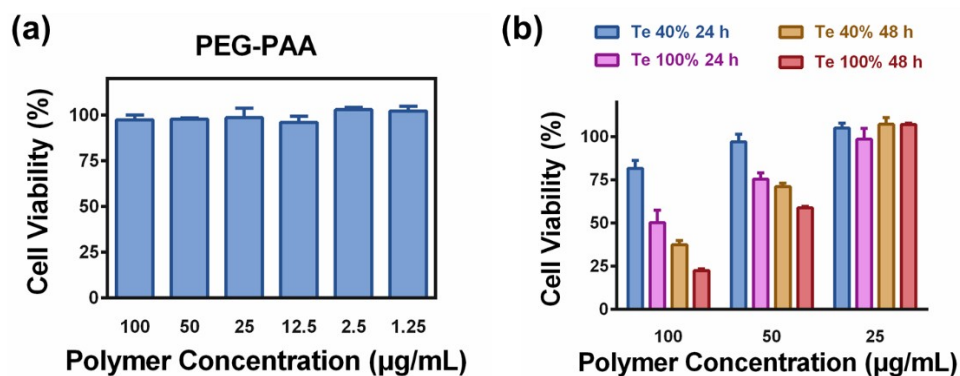 (a)
PEG-PAA
Cell Viability (%)
100
75
50
25
0
100 50 25 12.5 2.5 1.25
Polymer Concentration (µg/mL)
(b)
Te 40% 24 h Te 40% 48 h
Te 100% 24 h Te 100% 48 h
Cell Viability (%)
100
75
50
25
0
100 50 25
Polymer Concentration (µg/mL)